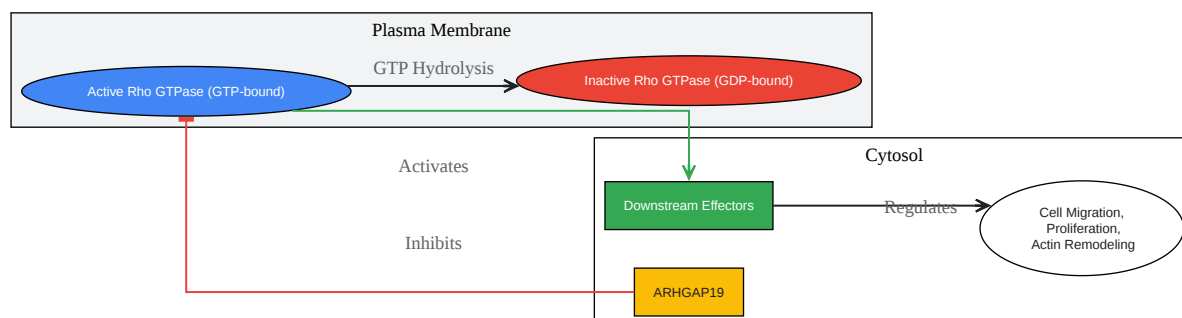 Plasma Membrane
GTP Hydrolysis
Active Rho GTPase (GTP-bound)
Inactive Rho GTPase (GDP-bound)
Activates
Cytosol
Downstream Effectors
Regulates
Cell Migration,
Proliferation,
Actin Remodeling
Inhibits
ARHGAP19